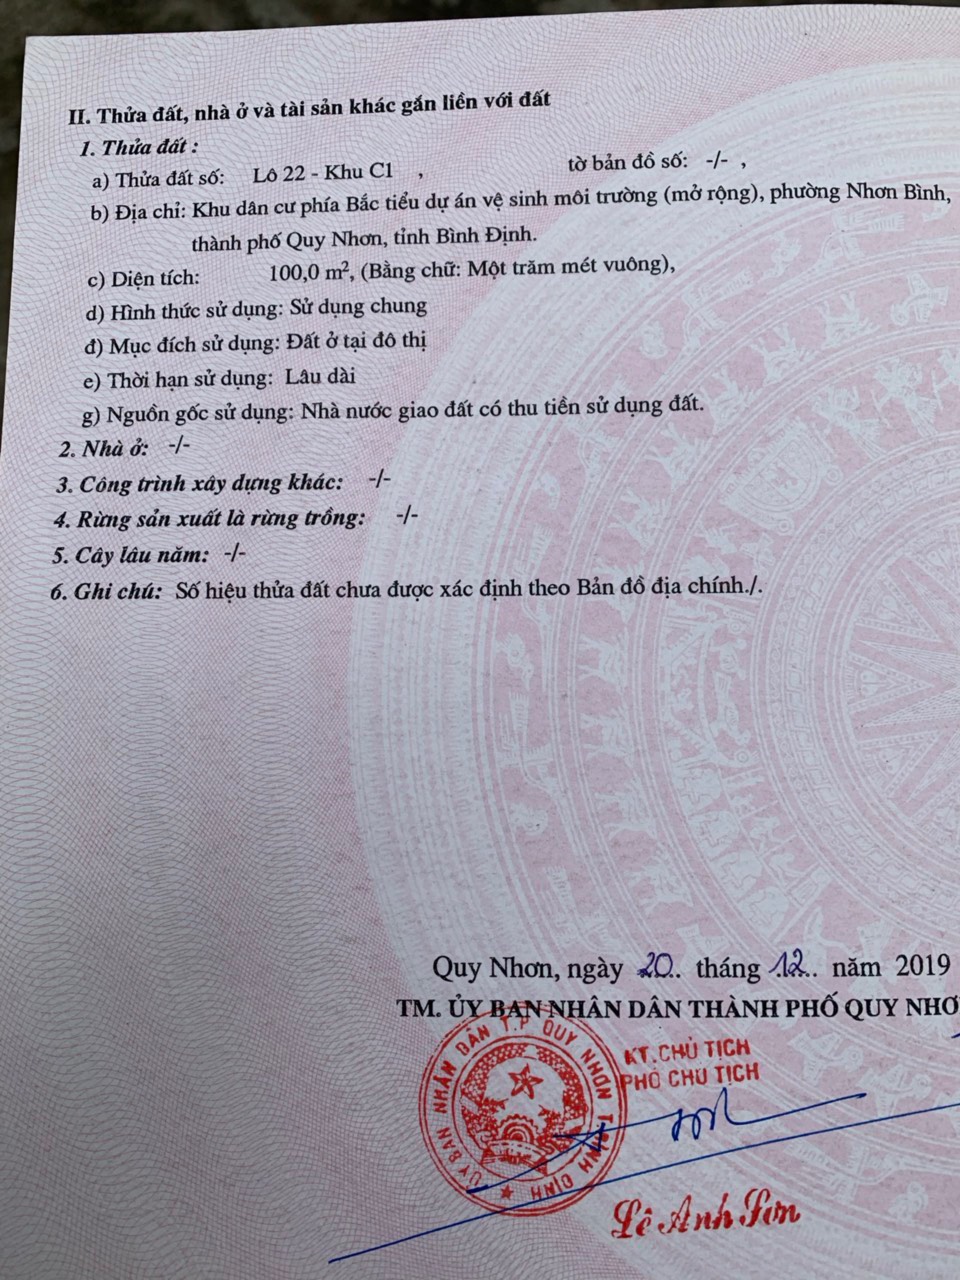 II. Thửa đất, nhà ở và tài sản khác gắn liền với đất
1. Thửa đất :
a) Thửa đất số: Lô 22 - Khu C1 , tờ bản đồ số: -/- ,
b) Địa chỉ: Khu dân cư phía Bắc tiểu dự án vệ sinh môi trường (mở rộng), phường Nhơn Bình,
thành phố Quy Nhơn, tỉnh Bình Định.
c) Diện tích: 100,0 m², (Bằng chữ: Một trăm mét vuông),
d) Hình thức sử dụng: Sử dụng chung
đ) Mục đích sử dụng: Đất ở tại đô thị
e) Thời hạn sử dụng: Lâu dài
g) Nguồn gốc sử dụng: Nhà nước giao đất có thu tiền sử dụng đất.
2. Nhà ở: -/-
3. Công trình xây dựng khác: -/-
4. Rừng sản xuất là rừng trồng: -/-
5. Cây lâu năm: -/-
6. Ghi chú: Số hiệu thửa đất chưa được xác định theo Bản đồ địa chính./.
Quy Nhơn, ngày 20.. tháng .12.. năm 2019
TM. ỦY BAN NHÂN DÂN THÀNH PHỐ QUY NHƠ
KT.CHỦ TỊCH
PHÓ CHỦ TỊCH
ỦY BAN NHÂN DÂN T.P QUY NHƠN T.BÌNH ĐỊNH
Lê Anh Sơn